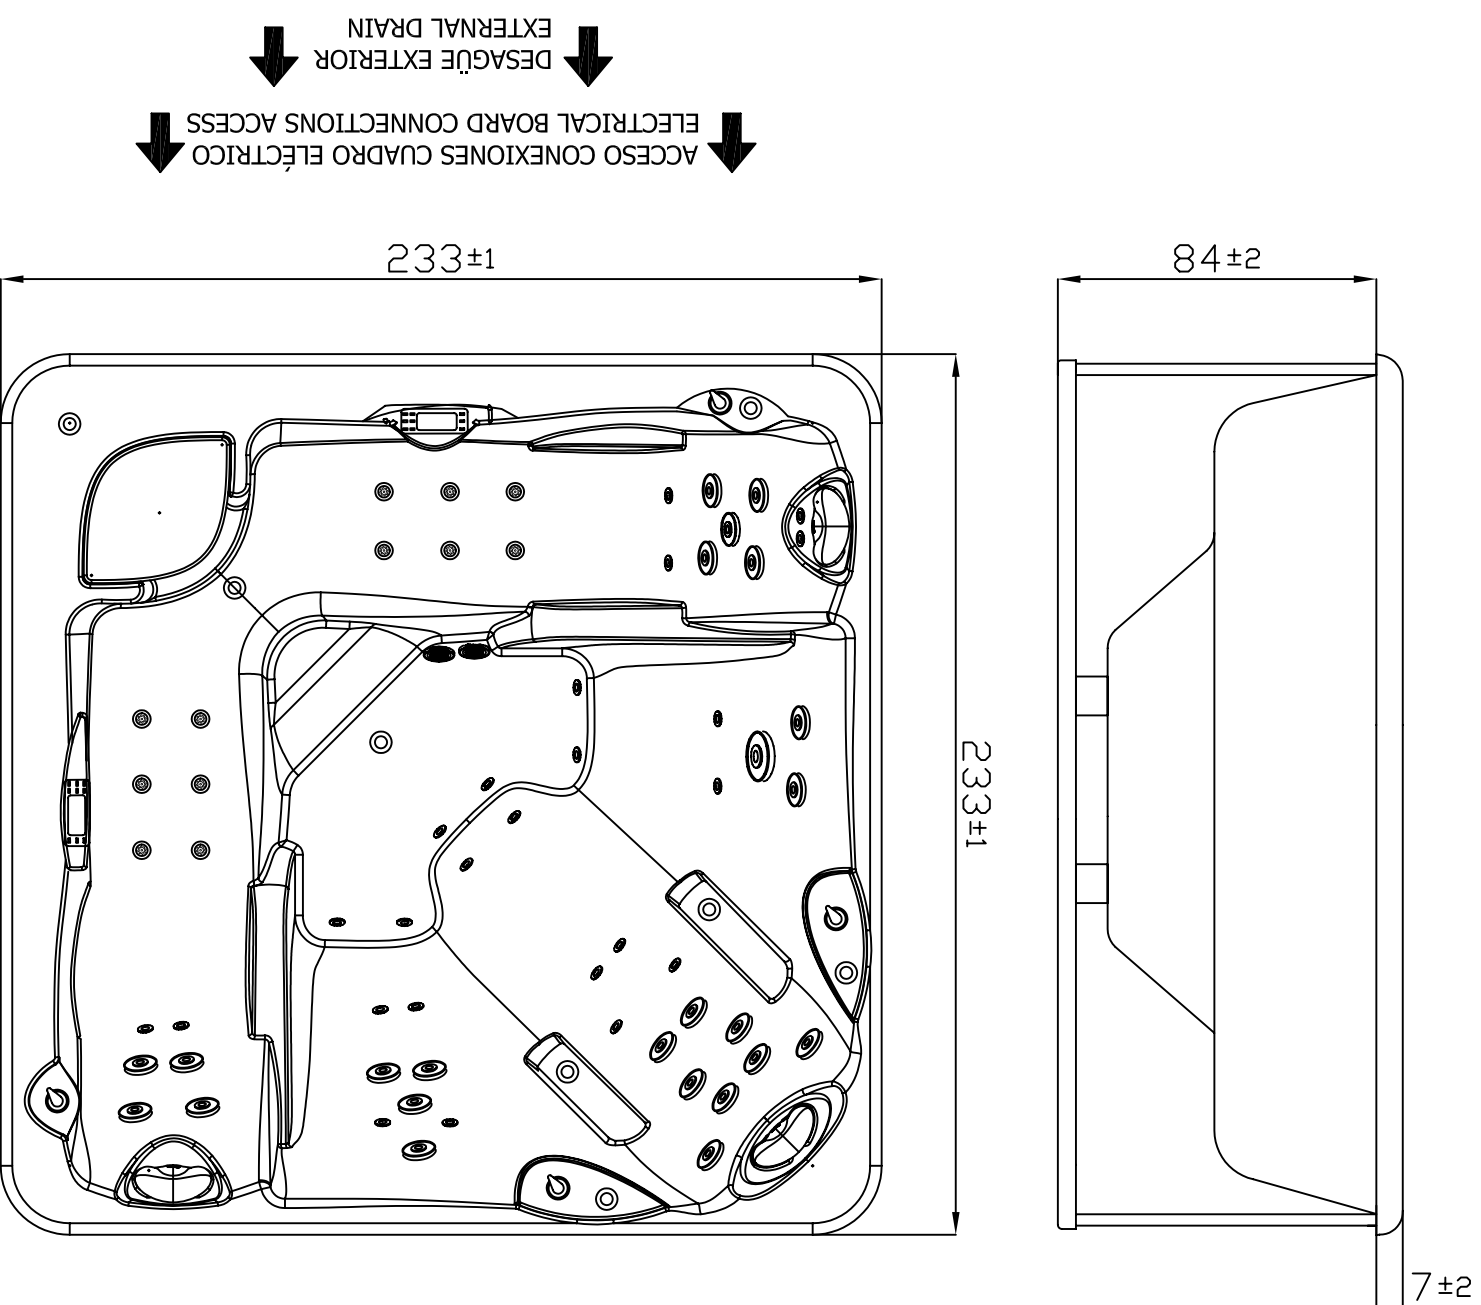 ACCESO CONEXIONES CUADRO ELÉCTRICO
ELECTRICAL BOARD CONNECTIONS ACCESS
DESAGÜE EXTERIOR
EXTERNAL DRAIN
233±1
84±2
233±1
7±2